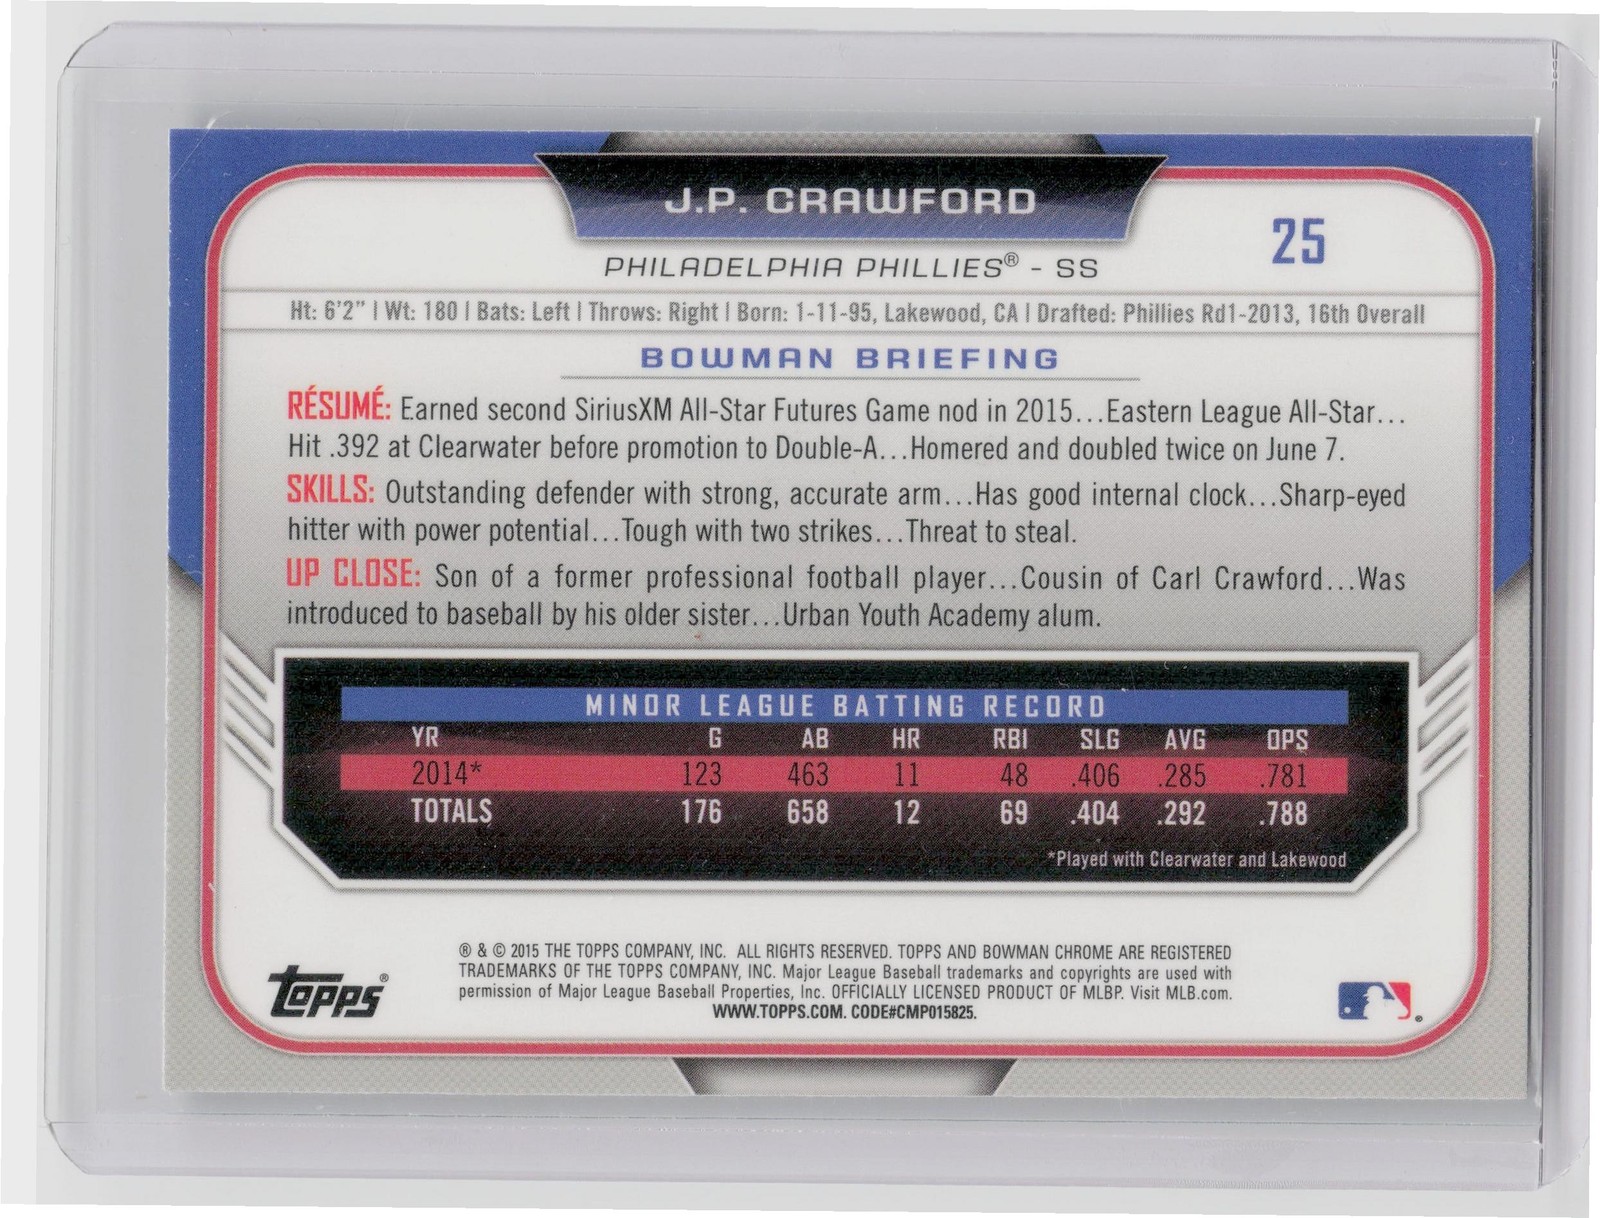 J.P. CRAWFORD
25
PHILADELPHIA PHILLIES® - SS
Ht: 6'2" | Wt: 180 | Bats: Left | Throws: Right | Born: 1-11-95, Lakewood, CA | Drafted: Phillies Rd1-2013, 16th Overall
BOWMAN BRIEFING
RÉSUMÉ: Earned second SiriusXM All-Star Futures Game nod in 2015...Eastern League All-Star...
Hit .392 at Clearwater before promotion to Double-A...Homered and doubled twice on June 7.
SKILLS: Outstanding defender with strong, accurate arm...Has good internal clock...Sharp-eyed
hitter with power potential...Tough with two strikes...Threat to steal.
UP CLOSE: Son of a former professional football player...Cousin of Carl Crawford...Was
introduced to baseball by his older sister...Urban Youth Academy alum.
MINOR LEAGUE BATTING RECORD
YR G AB HR RBI SLG AVG OPS
2014* 123 463 11 48 .406 .285 .781
TOTALS 176 658 12 69 .404 .292 .788
*Played with Clearwater and Lakewood
® & © 2015 THE TOPPS COMPANY, INC. ALL RIGHTS RESERVED. TOPPS AND BOWMAN CHROME ARE REGISTERED
TRADEMARKS OF THE TOPPS COMPANY, INC. Major League Baseball trademarks and copyrights are used with
permission of Major League Baseball Properties, Inc. OFFICIALLY LICENSED PRODUCT OF MLBP. Visit MLB.com.
WWW.TOPPS.COM. CODE#CMP015825.
Topps®
®